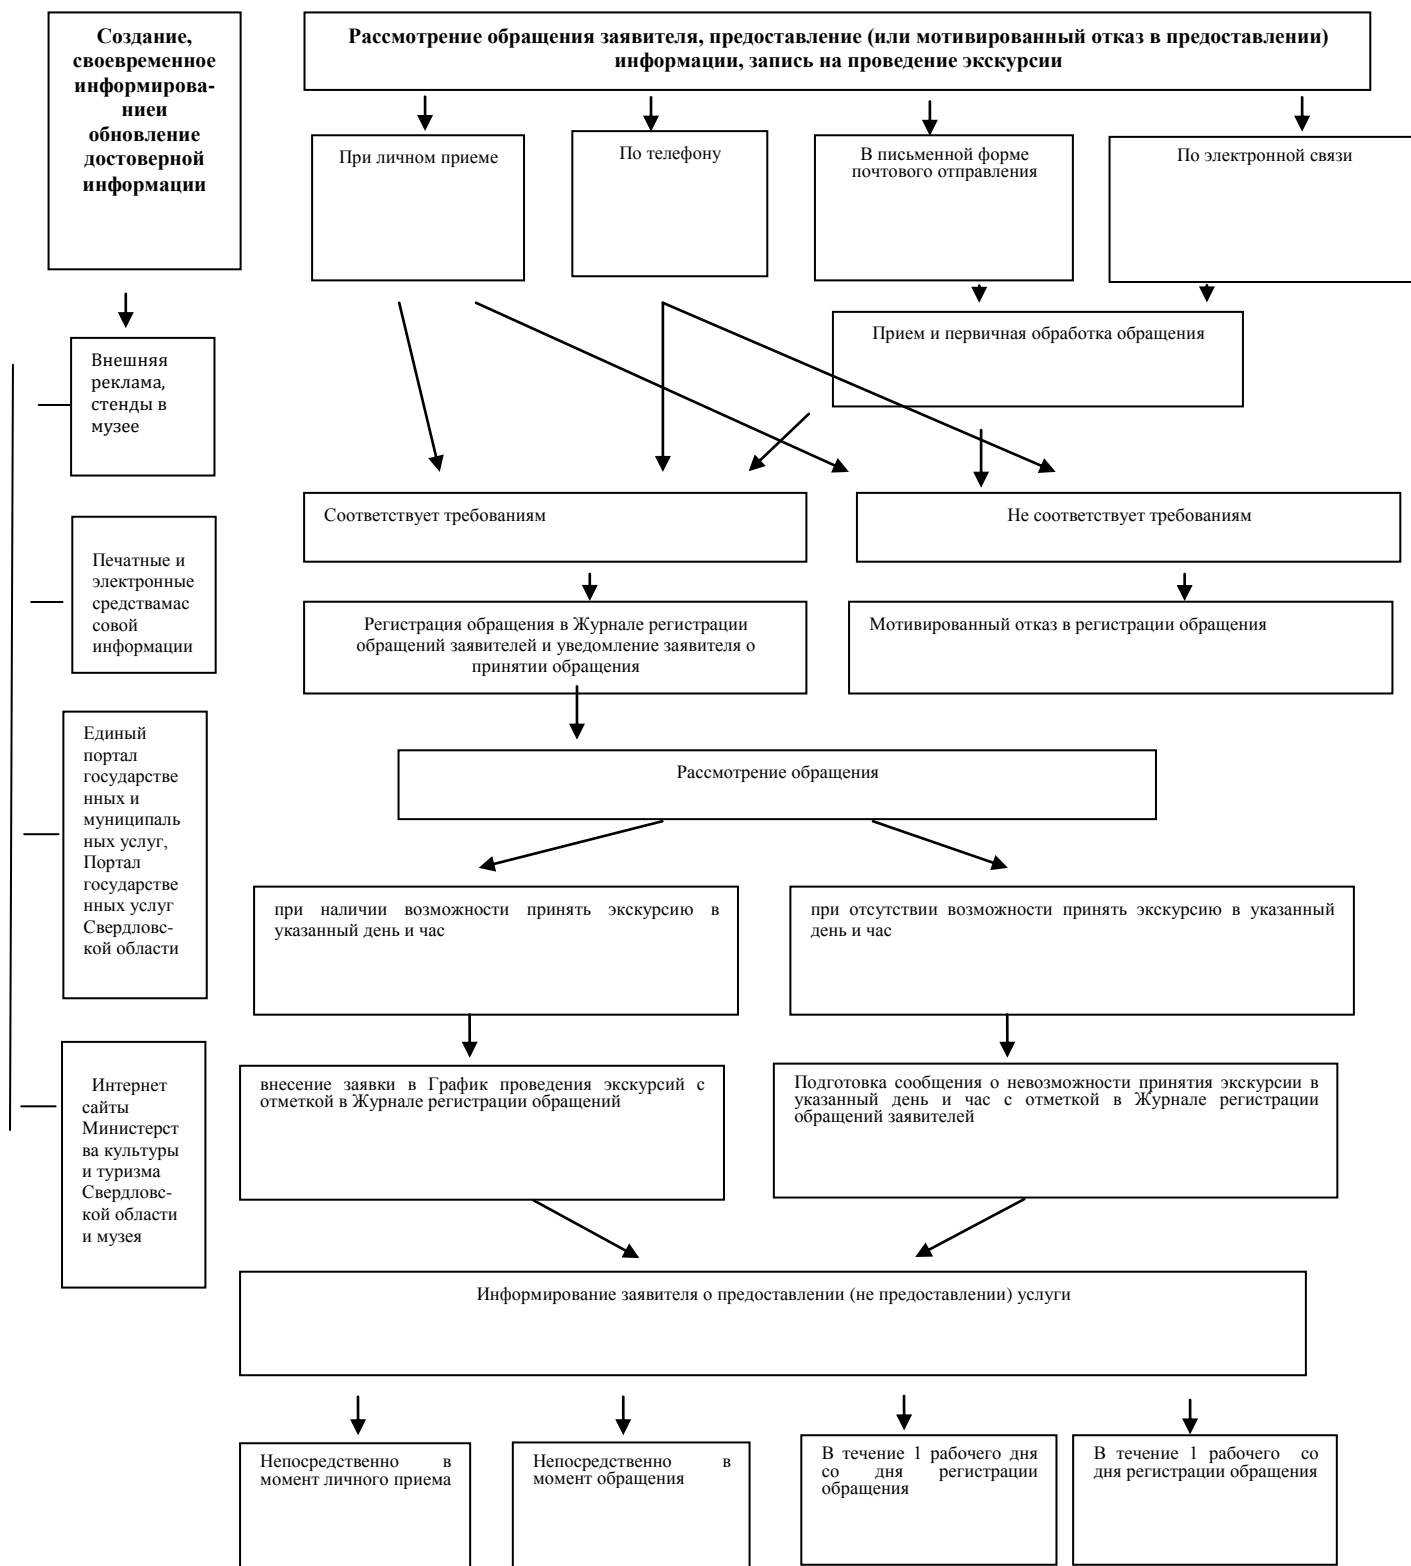 Создание,
своевременное
информирова-
ниеи
обновление
достоверной
информации
Рассмотрение обращения заявителя, предоставление (или мотивированный отказ в предоставлении)
информации, запись на проведение экскурсии
При личном приеме
По телефону
В письменной форме
почтового отправления
По электронной связи
Прием и первичная обработка обращения
Внешняя
реклама,
стенды в
музее
Соответствует требованиям
Не соответствует требованиям
Печатные и
электронные
средствамас
совой
информации
Регистрация обращения в Журнале регистрации
обращений заявителей и уведомление заявителя о
принятии обращения
Мотивированный отказ в регистрации обращения
Единый
портал
государстве
нных и
муниципаль
ных услуг,
Портал
государстве
нных услуг
Свердловс-
кой области
Рассмотрение обращения
при наличии возможности принять экскурсию в
указанный день и час
при отсутствии возможности принять экскурсию в указанный
день и час
Интернет
сайты
Министерст
ва культуры
и туризма
Свердловс-
кой области
и музея
внесение заявки в График проведения экскурсий с
отметкой в Журнале регистрации обращений
Подготовка сообщения о невозможности принятия экскурсии в
указанный день и час с отметкой в Журнале регистрации
обращений заявителей
Информирование заявителя о предоставлении (не предоставлении) услуги
Непосредственно в
момент личного приема
Непосредственно в
момент обращения
В течение 1 рабочего дня
со дня регистрации
обращения
В течение 1 рабочего со
дня регистрации обращения